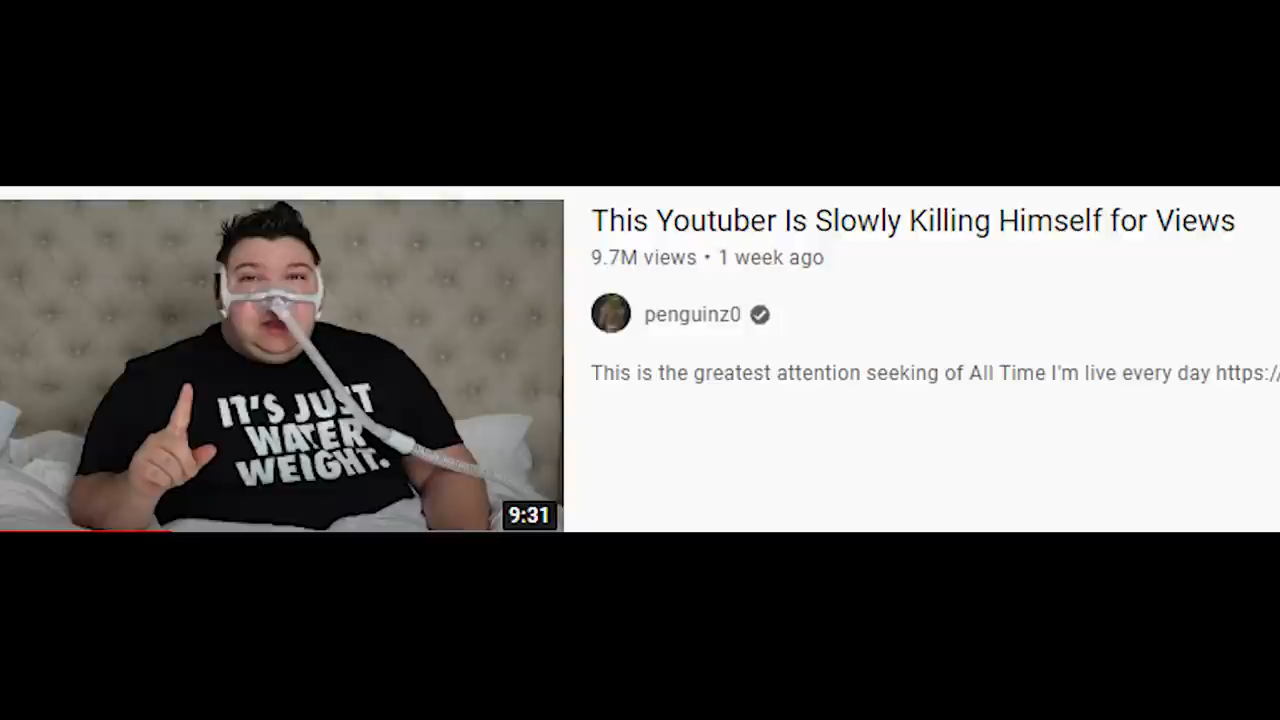 IT'S JUST
WATER
WEIGHT.
9:31
This Youtuber Is Slowly Killing Himself for Views
9.7M views • 1 week ago
penguinz0
This is the greatest attention seeking of All Time I'm live every day https://